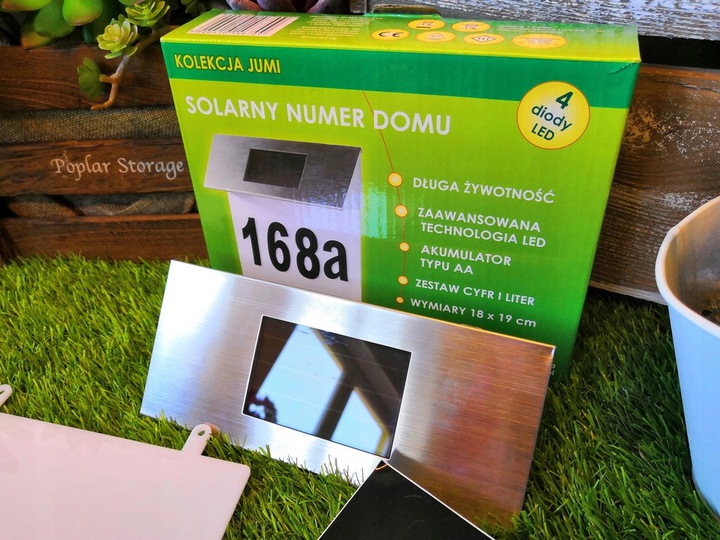 KOLEKCJA JUMI
SOLARNY NUMER DOMU
4
diody
LED
168a
DŁUGA ŻYWOTNOŚĆ
ZAAWANSOWANA
TECHNOLOGIA LED
AKUMULATOR
TYPU AA
ZESTAW CYFR I LITER
WYMIARY 18 x 19 cm
Poplar Storage
CE